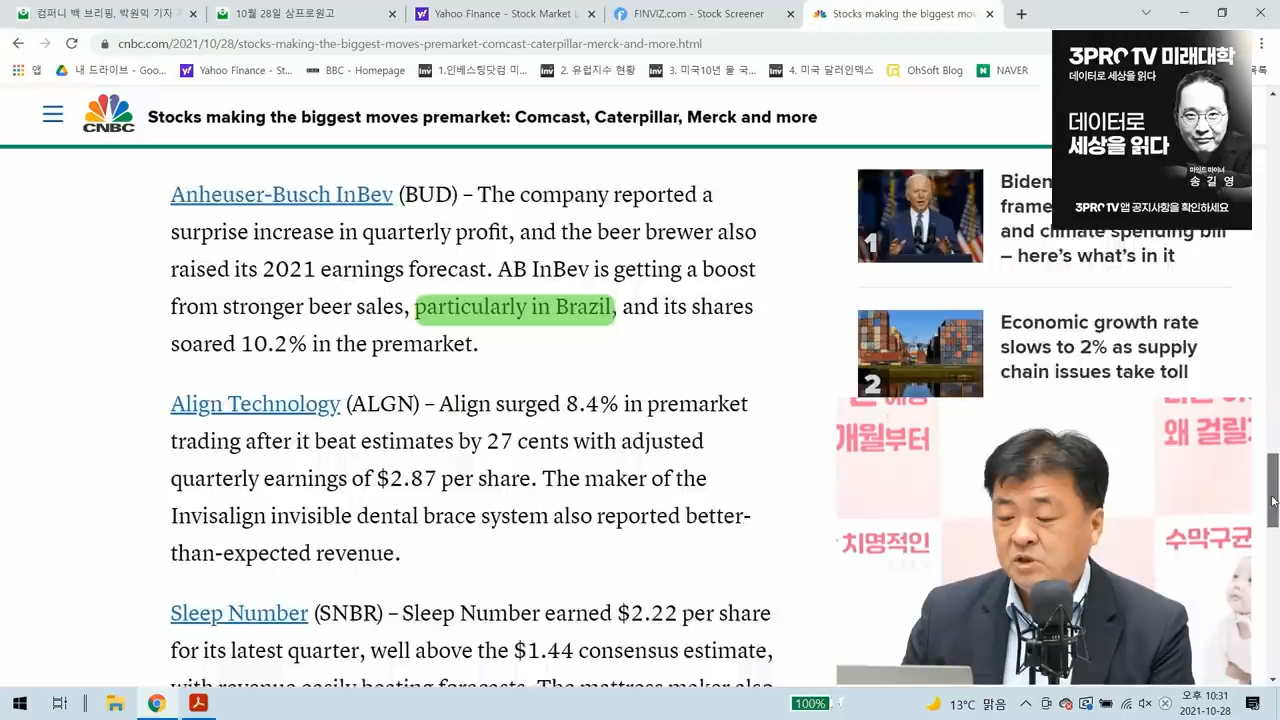 컴퍼니 백 브리핑, 박원익 기자
10월 28일 삼프로원고
Yahoo Finance - Stock
FINVIZ.com - Stock Screener
Stocks making the biggest mov
cnbc.com/2021/10/28/stocks-making-the-biggest-moves-premarket-comcast-caterpillar-merck-and-more.html
앱
내 드라이브 - Goo...
Yahoo Finance - St...
BBC - Homepage
1.인베스팅닷컴 미...
2. 유럽지수 현황
3. 미국10년 물 국...
4. 미국 달러인덱스
OhSoft Blog
NAVER
목록
3PRO TV 미래대학
데이터로 세상을 읽다
데이터로
세상을 읽다
마인드 마이너
송길영
3PRO TV 앱 공지사항을 확인하세요
CNBC
Stocks making the biggest moves premarket: Comcast, Caterpillar, Merck and more
Anheuser-Busch InBev (BUD) – The company reported a
surprise increase in quarterly profit, and the beer brewer also
raised its 2021 earnings forecast. AB InBev is getting a boost
from stronger beer sales, particularly in Brazil, and its shares
soared 10.2% in the premarket.
Align Technology (ALGN) – Align surged 8.4% in premarket
trading after it beat estimates by 27 cents with adjusted
quarterly earnings of $2.87 per share. The maker of the
Invisalign invisible dental brace system also reported better-
than-expected revenue.
Sleep Number (SNBR) – Sleep Number earned $2.22 per share
for its latest quarter, well above the $1.44 consensus estimate,
1
Biden
frame
and climate spending bill
– here's what's in it
2
Economic growth rate
slows to 2% as supply
chain issues take toll
개월부터
왜 걸릴
치명적인
수막구균
100%
13°C 맑음
오후 10:31
2021-10-28